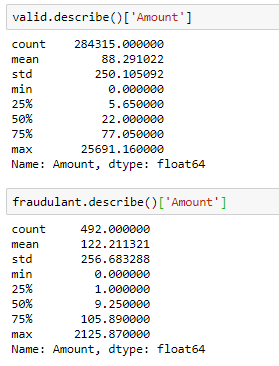 valid.describe()['Amount']
count    284315.000000
mean         88.291022
std         250.105092
min           0.000000
25%           5.650000
50%          22.000000
75%          77.050000
max       25691.160000
Name: Amount, dtype: float64
fraudulant.describe()['Amount']
count     492.000000
mean      122.211321
std       256.683288
min         0.000000
25%         1.000000
50%         9.250000
75%       105.890000
max      2125.870000
Name: Amount, dtype: float64